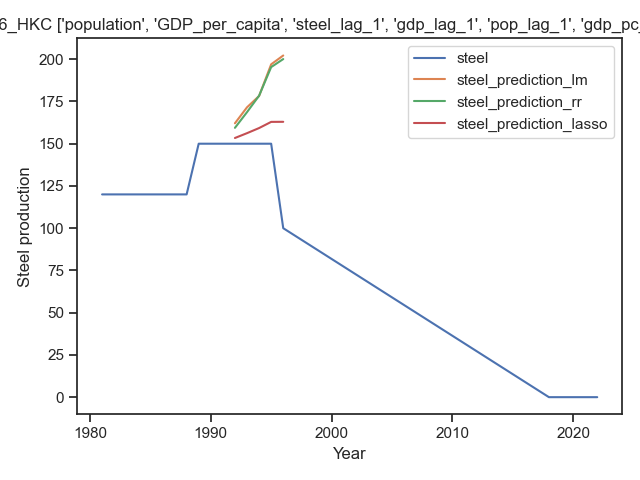 6_HKC ['population', 'GDP_per_capita', 'steel_lag_1', 'gdp_lag_1', 'pop_lag_1', 'gdp_pc_
steel
steel_prediction_lm
steel_prediction_rr
steel_prediction_lasso
Steel production
200
175
150
125
100
75
50
25
0
1980
1990
2000
2010
2020
Year